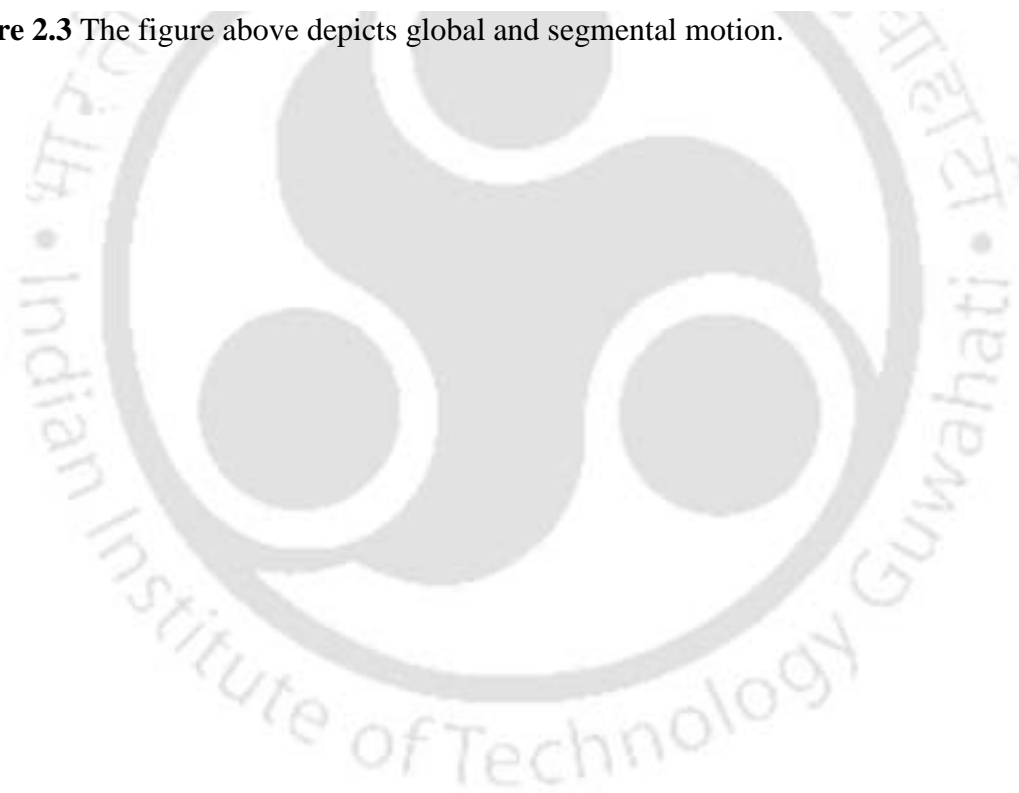 re 2.3 The figure above depicts global and segmental motion.
• Indian Institute of Technology Guwahati •